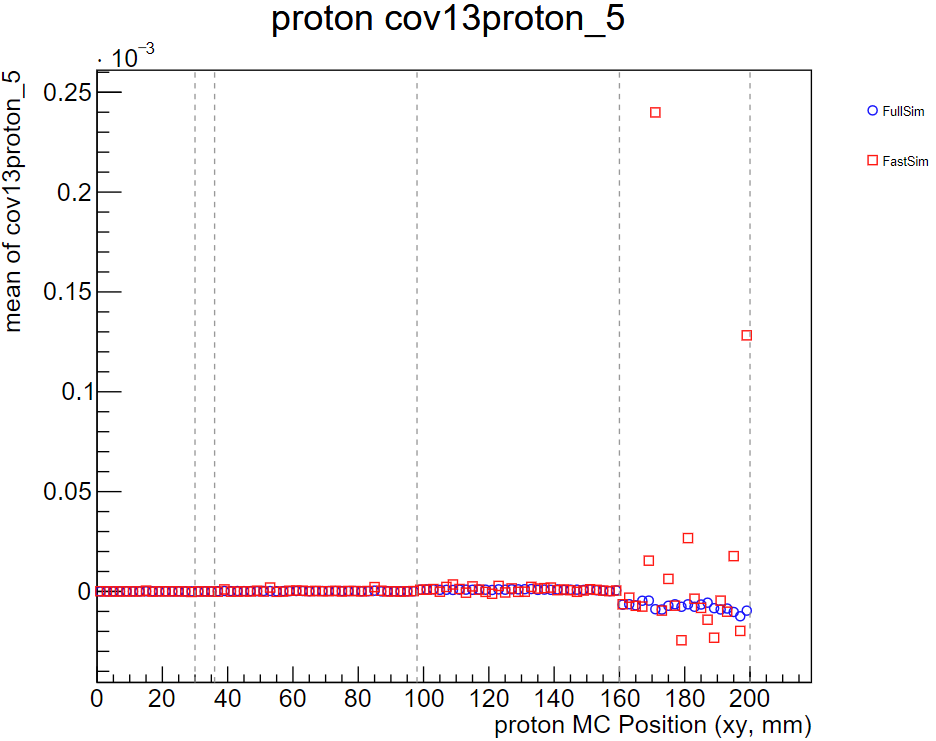 proton cov13proton_5
· 10−3
mean of cov13proton_5
0.25
0.2
0.15
0.1
0.05
0
0 20 40 60 80 100 120 140 160 180 200
proton MC Position (xy, mm)
FullSim
FastSim